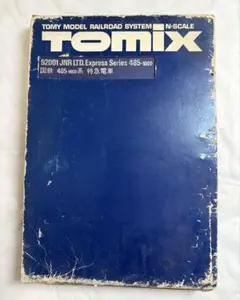 TOMY MODEL RAILROAD SYSTEM N-SCALE
TOMIX
92001 JNR LTD. Express Series 485-1000
国鉄 485-1000系 特急電車